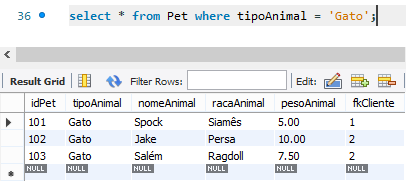 36 select * from Pet where tipoAnimal = 'Gato';
Result Grid Filter Rows: Edit:
idPet tipoAnimal nomeAnimal racaAnimal pesoAnimal fkCliente
101 Gato Spock Siamês 5.00 1
102 Gato Jake Persa 10.00 2
103 Gato Salém Ragdoll 7.50 2
NULL NULL NULL NULL NULL NULL